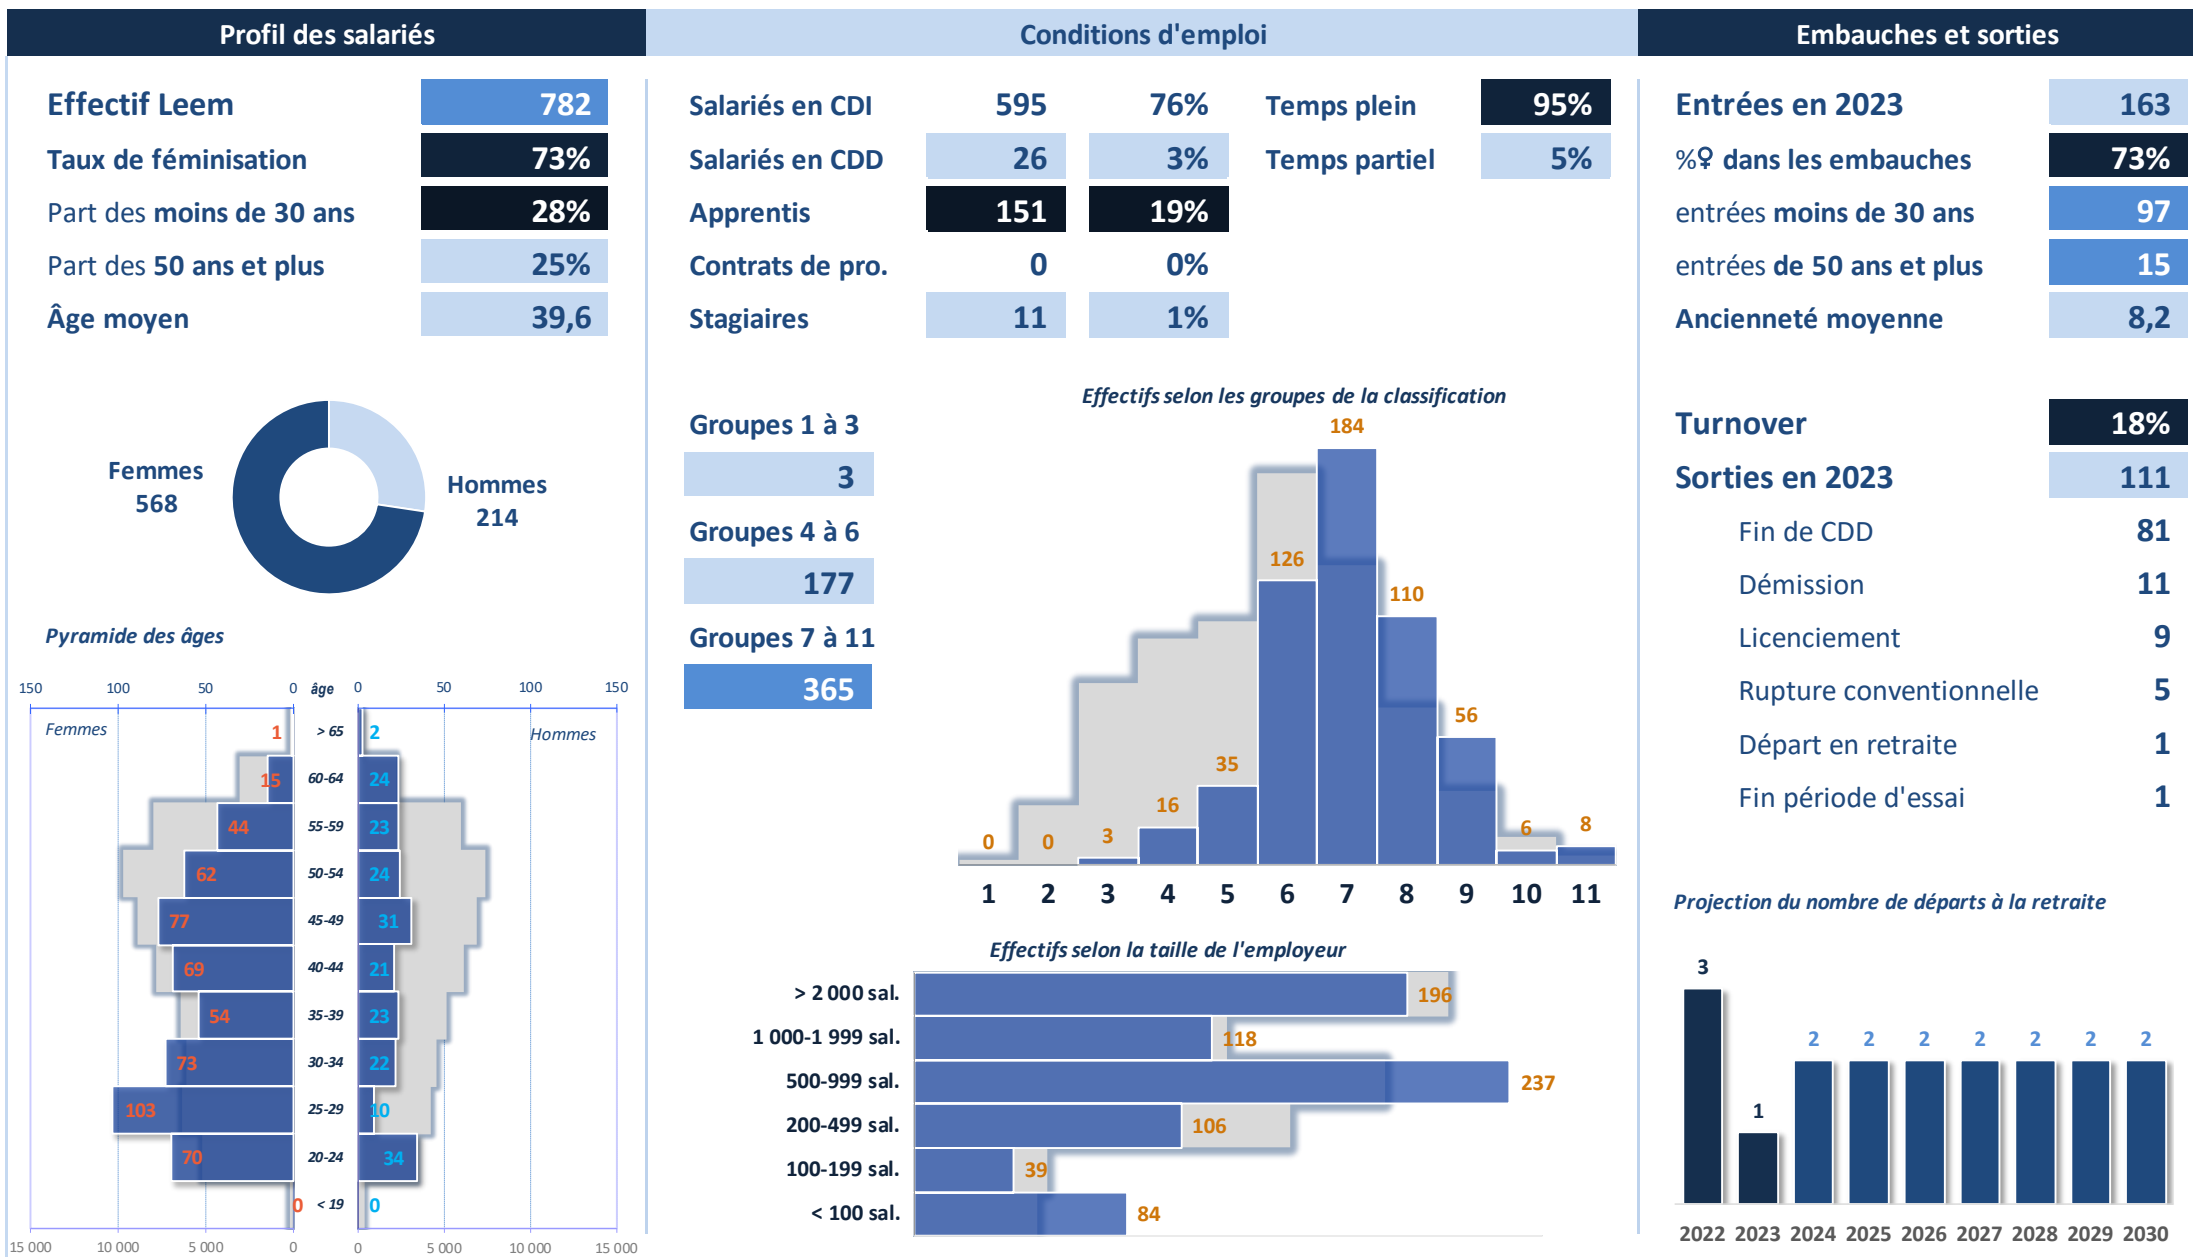 Profil des salariés
Conditions d'emploi
Embauches et sorties
Effectif Leem 782
Taux de féminisation 73%
Part des moins de 30 ans 28%
Part des 50 ans et plus 25%
Âge moyen 39,6
Femmes
568
Hommes
214
Pyramide des âges
150 100 50 0 âge 0 50 100 150
Femmes
Hommes
1 > 65 2
15 60-64 24
44 55-59 23
62 50-54 24
77 45-49 31
69 40-44 21
54 35-39 23
73 30-34 22
103 25-29 10
70 20-24 34
0 < 19 0
15 000 10 000 5 000 0 0 5 000 10 000 15 000
Salariés en CDI 595 76%
Salariés en CDD 26 3%
Apprentis 151 19%
Contrats de pro. 0 0%
Stagiaires 11 1%
Temps plein 95%
Temps partiel 5%
Groupes 1 à 3
3
Groupes 4 à 6
177
Groupes 7 à 11
365
Effectifs selon les groupes de la classification
0 0 3 16 35 126 184 110 56 6 8
1 2 3 4 5 6 7 8 9 10 11
Effectifs selon la taille de l'employeur
> 2 000 sal. 196
1 000-1 999 sal. 118
500-999 sal. 237
200-499 sal. 106
100-199 sal. 39
< 100 sal. 84
Entrées en 2023 163
%♀ dans les embauches 73%
entrées moins de 30 ans 97
entrées de 50 ans et plus 15
Ancienneté moyenne 8,2
Turnover 18%
Sorties en 2023 111
Fin de CDD 81
Démission 11
Licenciement 9
Rupture conventionnelle 5
Départ en retraite 1
Fin période d'essai 1
Projection du nombre de départs à la retraite
3 1 2 2 2 2 2 2 2
2022 2023 2024 2025 2026 2027 2028 2029 2030